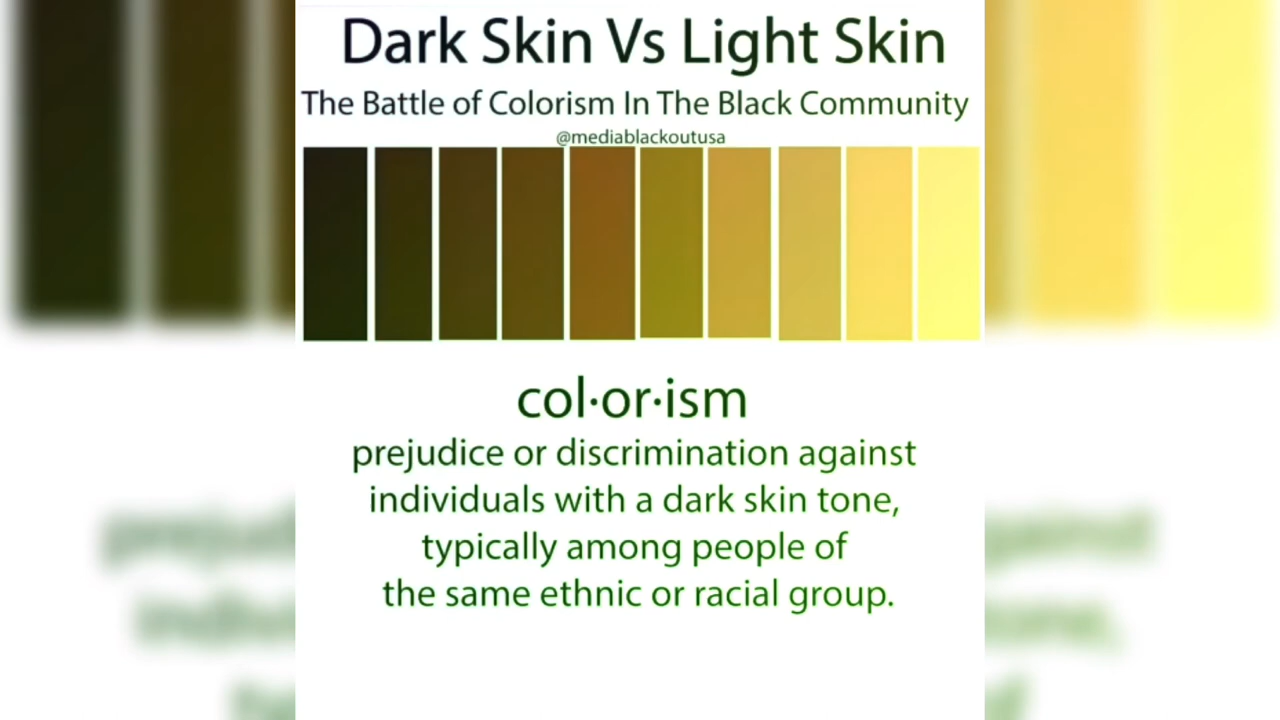 Dark Skin Vs Light Skin
The Battle of Colorism In The Black Community
@mediablackoutusa
col·or·ism
prejudice or discrimination against
individuals with a dark skin tone,
typically among people of
the same ethnic or racial group.